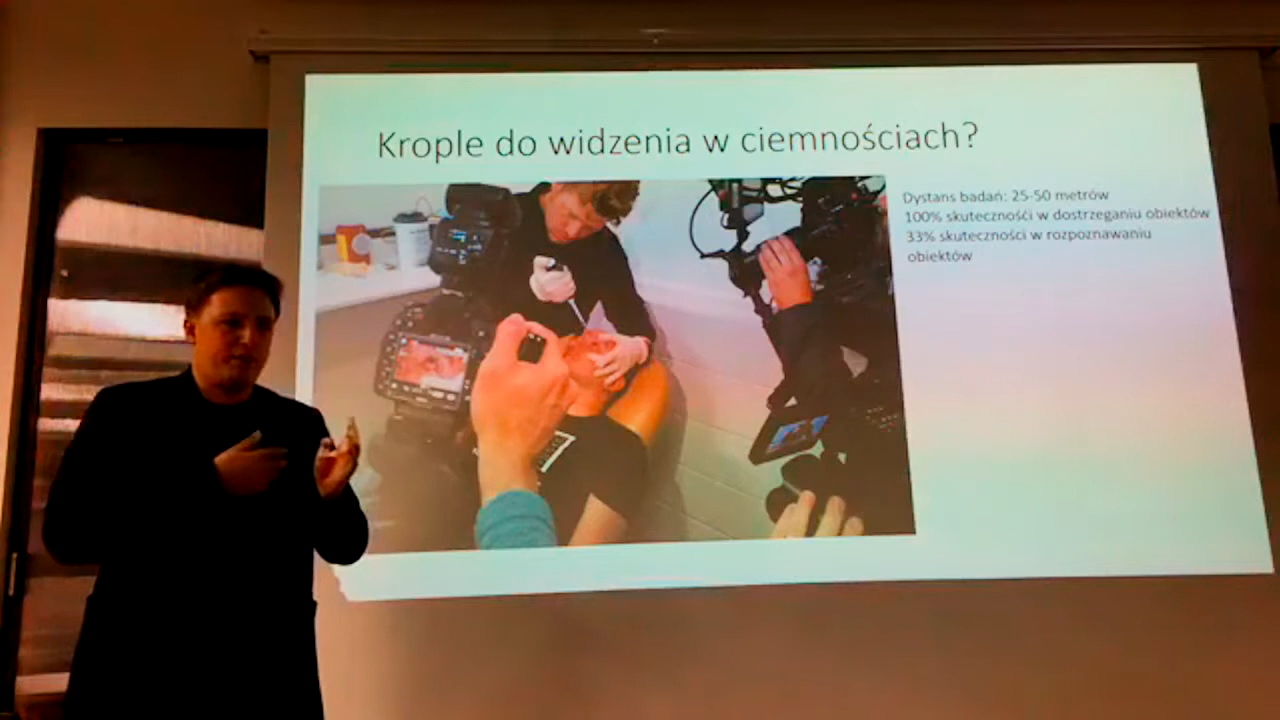 Krople do widzenia w ciemnościach?
Dystans badań: 25-50 metrów
100% skuteczności w dostrzeganiu obiektów
33% skuteczności w rozpoznawaniu
obiektów